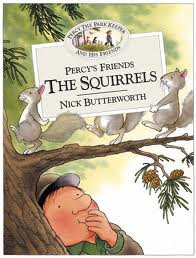 PERCY THE PARK KEEPER
AND HIS FRIENDS
PERCY'S FRIENDS
THE SQUIRRELS
NICK BUTTERWORTH